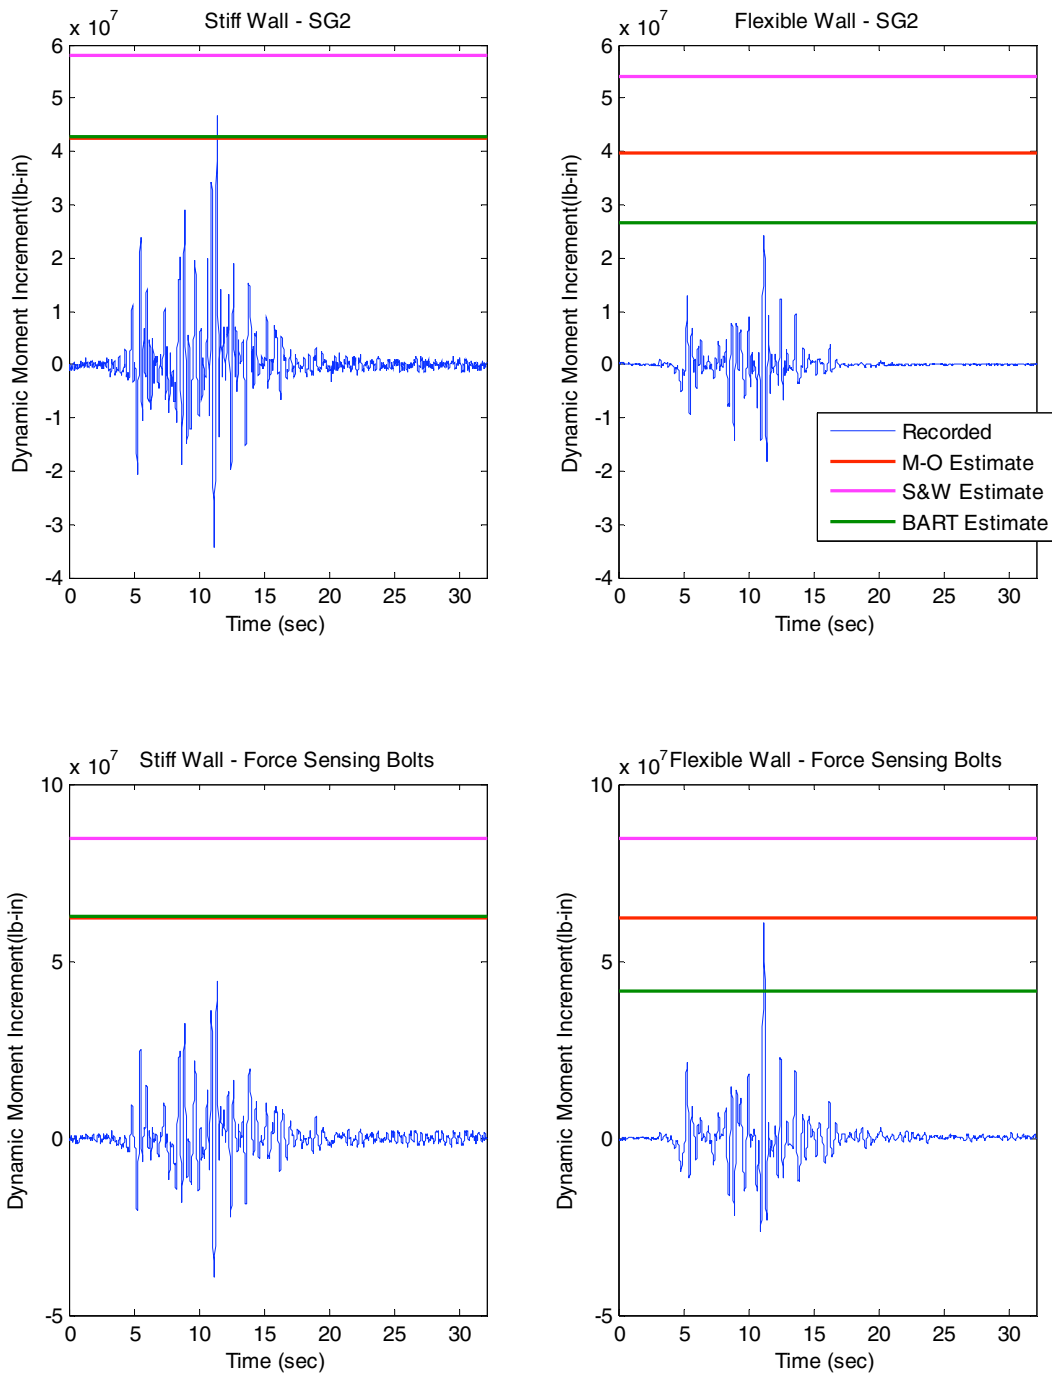 Stiff Wall - SG2
x 10^7
Dynamic Moment Increment(lb-in)
6
5
4
3
2
1
0
-1
-2
-3
-4
0 5 10 15 20 25 30
Time (sec)
Flexible Wall - SG2
x 10^7
Dynamic Moment Increment(lb-in)
6
5
4
3
2
1
0
-1
-2
-3
-4
0 5 10 15 20 25 30
Time (sec)
Recorded
M-O Estimate
S&W Estimate
BART Estimate
Stiff Wall - Force Sensing Bolts
x 10^7
Dynamic Moment Increment(lb-in)
10
5
0
-5
0 5 10 15 20 25 30
Time (sec)
Flexible Wall - Force Sensing Bolts
x 10^7
Dynamic Moment Increment(lb-in)
10
5
0
-5
0 5 10 15 20 25 30
Time (sec)